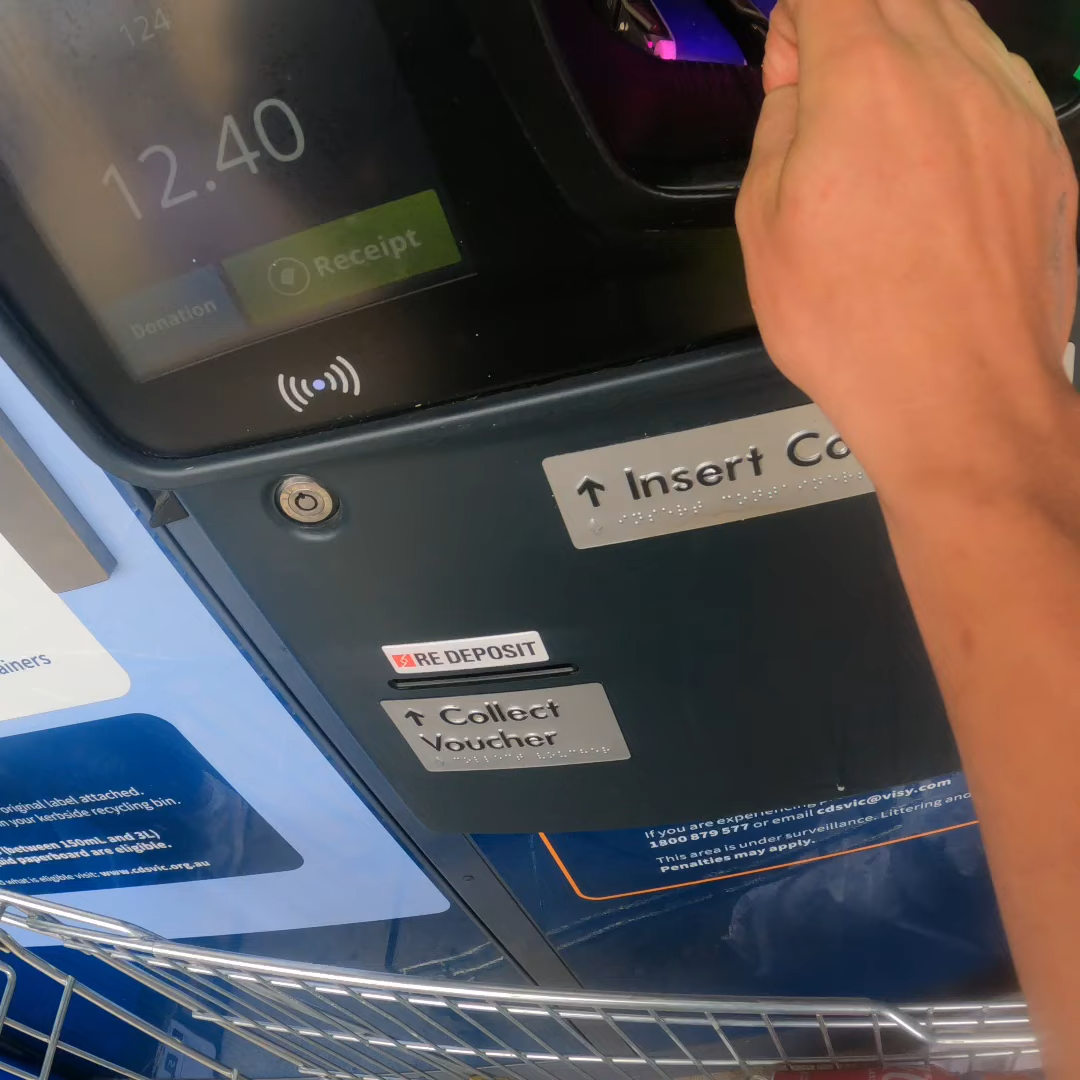 124
12.40
Donation
Receipt
Insert Co
RE DEPOSIT
Collect
Voucher
ainers
original label attached.
n your kerbside recycling bin.
(between 150mL and 3L)
paperboard are eligible.
what is eligible visit: www.cdsvic.org.au
If you are experiencing
1800 879 577 or email cdsvic@visy.com
This area is under surveillance. Littering and
Penalties may apply.